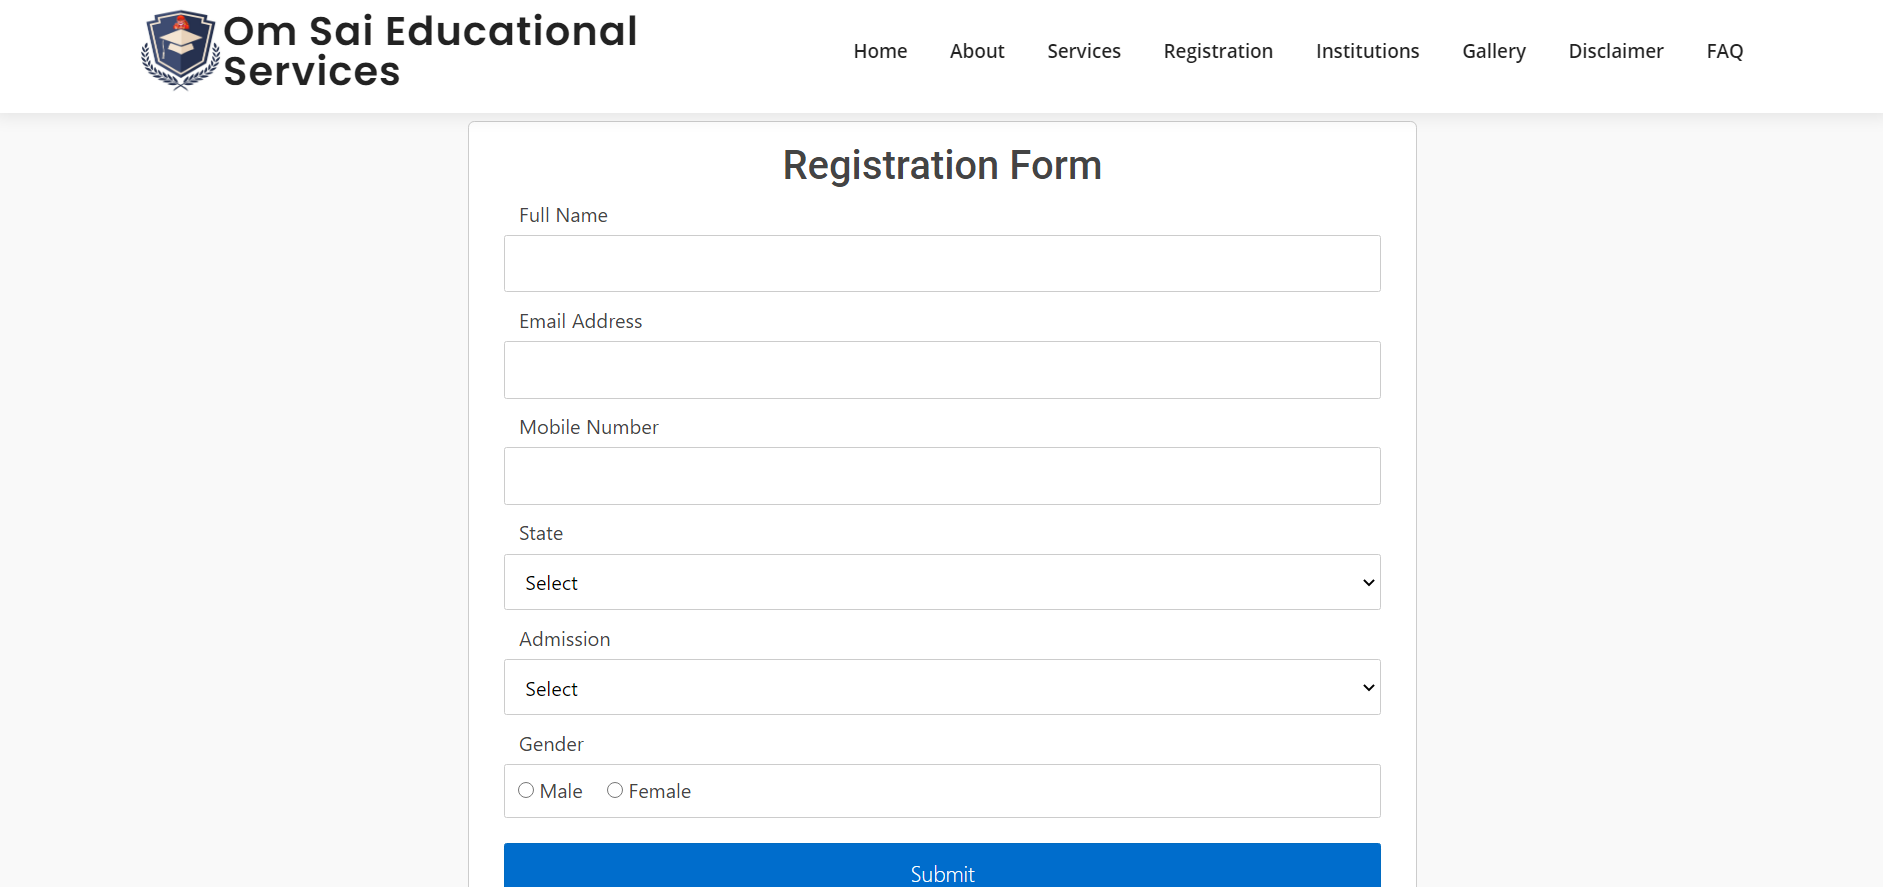 Om Sai Educational
Services
Home About Services Registration Institutions Gallery Disclaimer FAQ
Registration Form
Full Name
Email Address
Mobile Number
State
Select
Admission
Select
Gender
Male Female
Submit